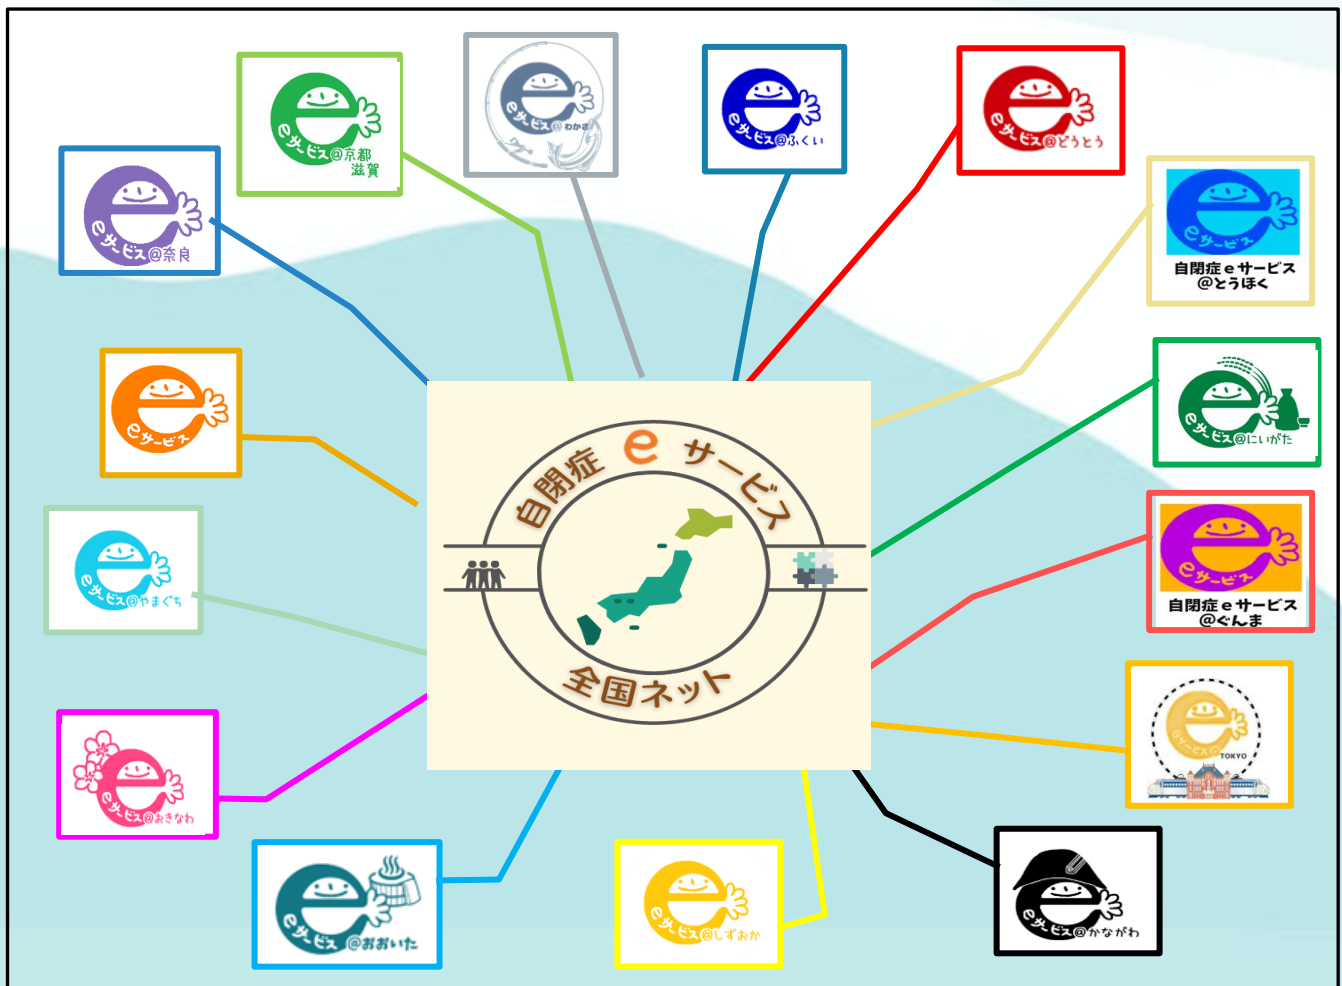 eサービス@京都
滋賀
eサービス@わかさ
eサービス@ふくい
eサービス@どうとう
eサービス@奈良
eサービス
自閉症eサービス
@とうほく
eサービス
eサービス@にいがた
自閉症 e サービス
全国ネット
eサービス
自閉症eサービス
@ぐんま
eサービス@やまぐち
eサービス@
TOKYO
eサービス@おきなわ
eサービス@おおいた
eサービス@しずおか
eサービス@かながわ